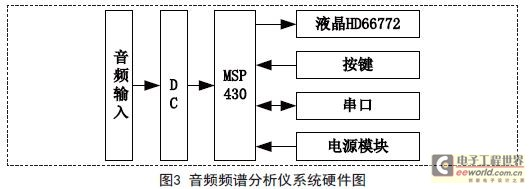 音频输入
DC
MSP430
液晶HD66772
按键
串口
电源模块
电子工程世界
eeworld.com.cn
图3 音频频谱分析仪系统硬件图